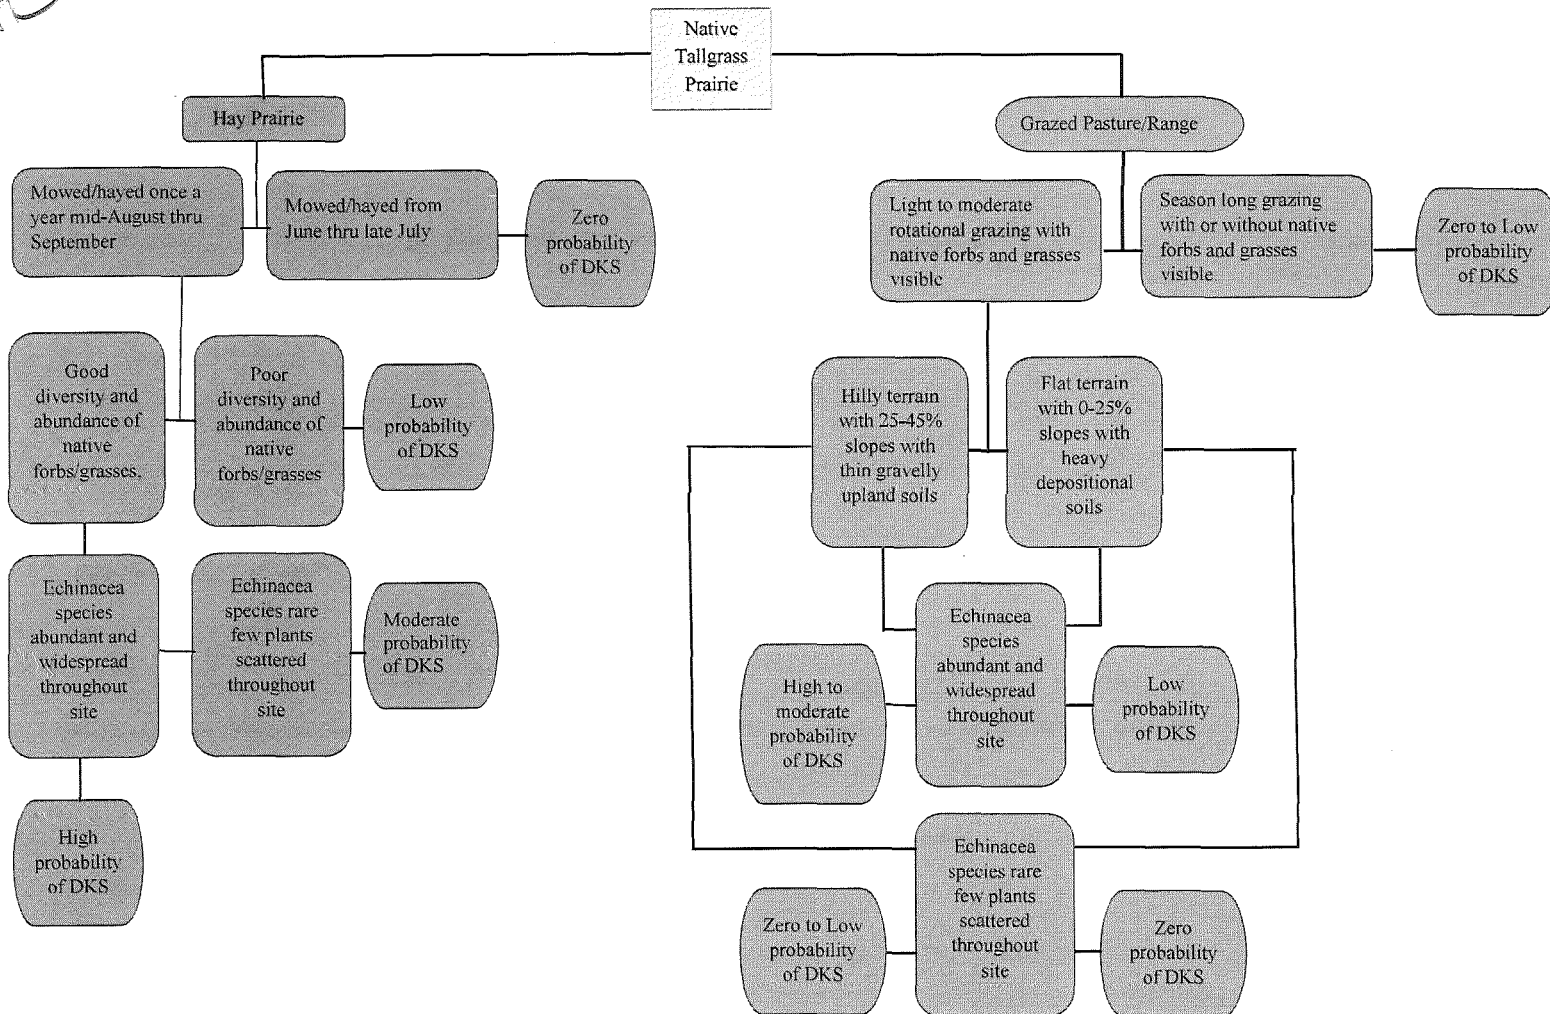 Native
Tallgrass
Prairie
Hay Prairie
Grazed Pasture/Range
Mowed/hayed once a
year mid-August thru
September
Mowed/hayed from
June thru late July
Zero
probability
of DKS
Light to moderate
rotational grazing with
native forbs and grasses
visible
Season long grazing
with or without native
forbs and grasses
visible
Zero to Low
probability
of DKS
Good
diversity and
abundance of
native
forbs/grasses.
Poor
diversity and
abundance of
native
forbs/grasses
Low
probability
of DKS
Hilly terrain
with 25-45%
slopes with
thin gravelly
upland soils
Flat terrain
with 0-25%
slopes with
heavy
depositional
soils
Echinacea
species
abundant and
widespread
throughout
site
Echinacea
species rare
few plants
scattered
throughout
site
Moderate
probability
of DKS
High
probability
of DKS
High to
moderate
probability
of DKS
Echinacea
species
abundant and
widespread
throughout
site
Low
probability
of DKS
Zero to Low
probability
of DKS
Echinacea
species rare
few plants
scattered
throughout
site
Zero
probability
of DKS